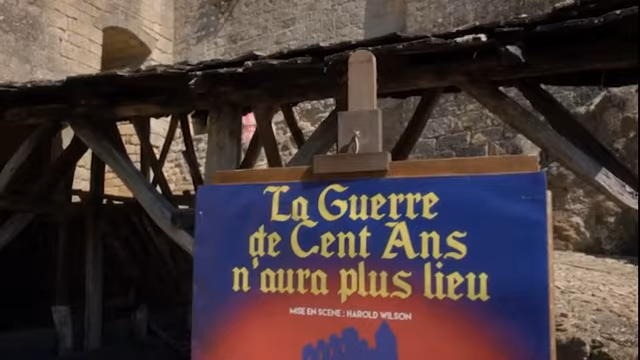 La Guerre
de Cent Ans
n'aura plus lieu
MISE EN SCENE : HAROLD WILSON